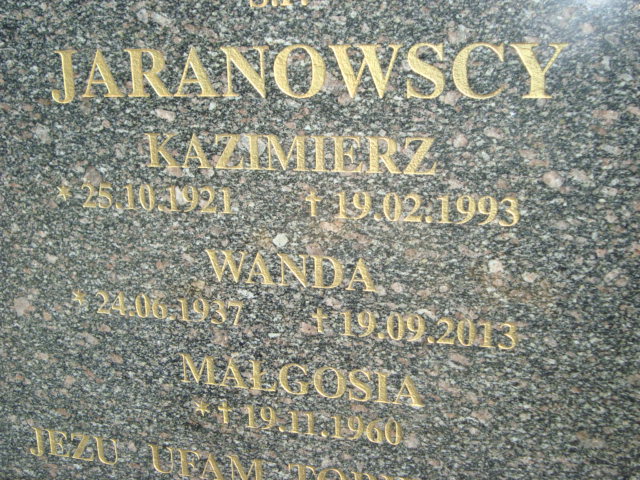 JARANOWSCY
KAZIMIERZ
* 25.10.1921 † 19.02.1993
WANDA
* 24.06.1937 † 19.09.2013
MAŁGOSIA
* † 19.11.1960
JEZU UFAM